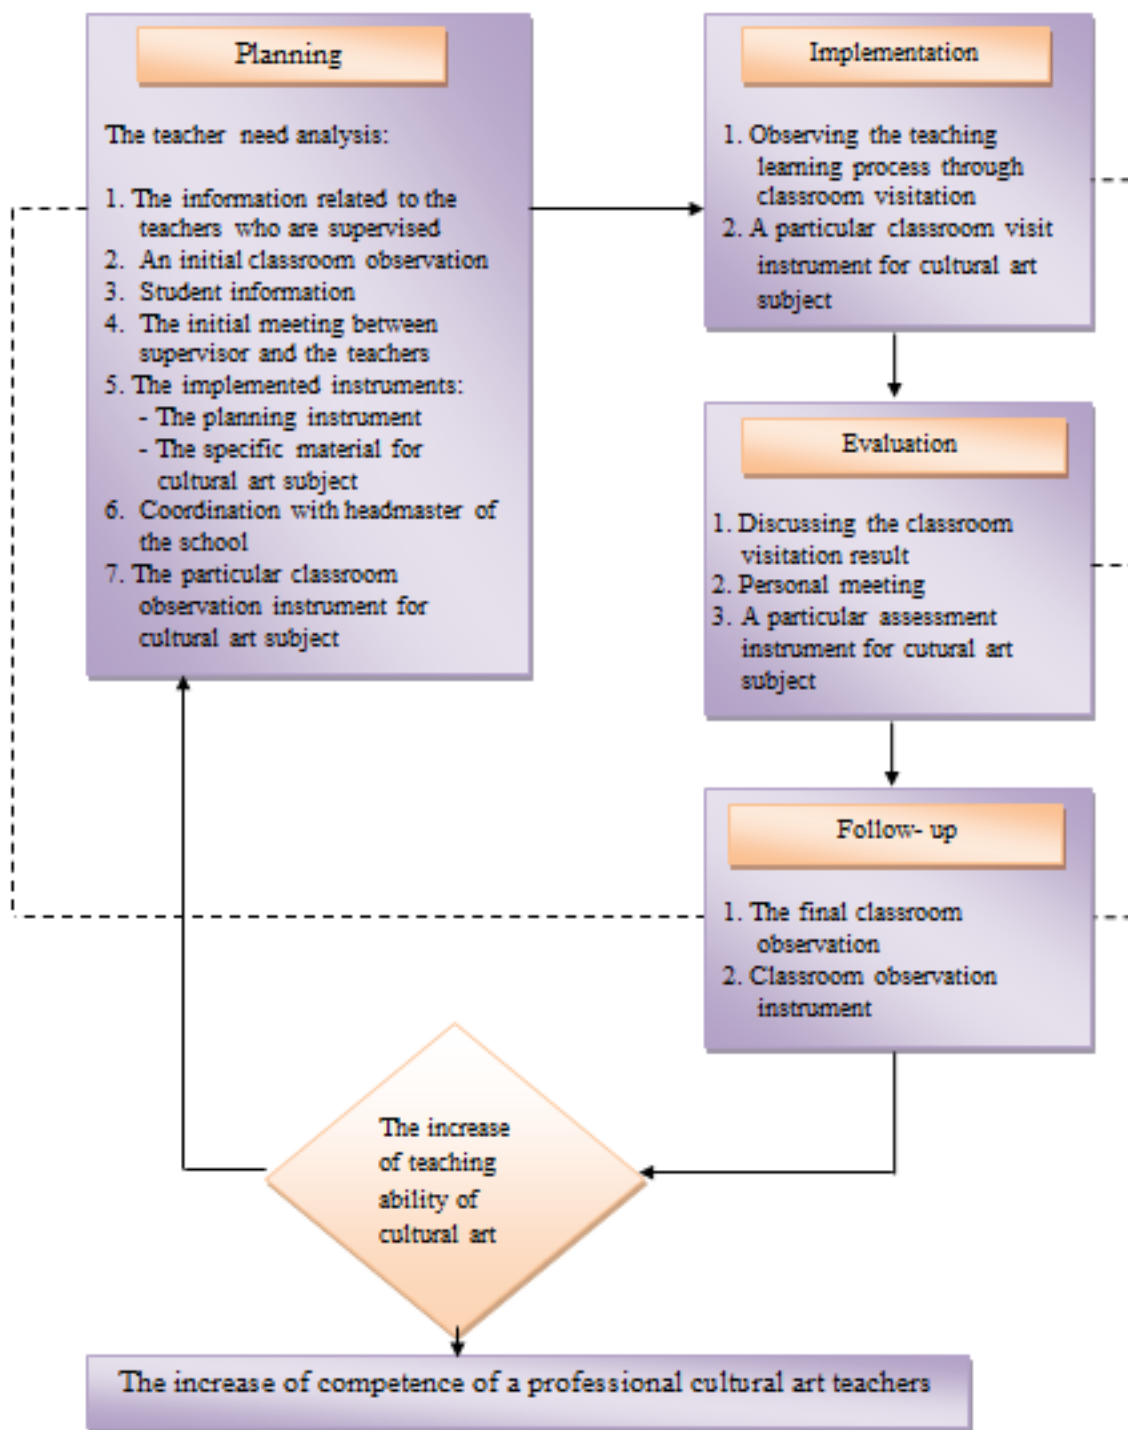 Planning
The teacher need analysis:
1. The information related to the
teachers who are supervised
2. An initial classroom observation
3. Student information
4. The initial meeting between
supervisor and the teachers
5. The implemented instruments:
- The planning instrument
- The specific material for
cultural art subject
6. Coordination with headmaster of
the school
7. The particular classroom
observation instrument for
cultural art subject
Implementation
1. Observing the teaching
learning process through
classroom visitation
2. A particular classroom visit
instrument for cultural art
subject
Evaluation
1. Discussing the classroom
visitation result
2. Personal meeting
3. A particular assessment
instrument for cutural art
subject
Follow- up
1. The final classroom
observation
2. Classroom observation
instrument
The increase
of teaching
ability of
cultural art
The increase of competence of a professional cultural art teachers